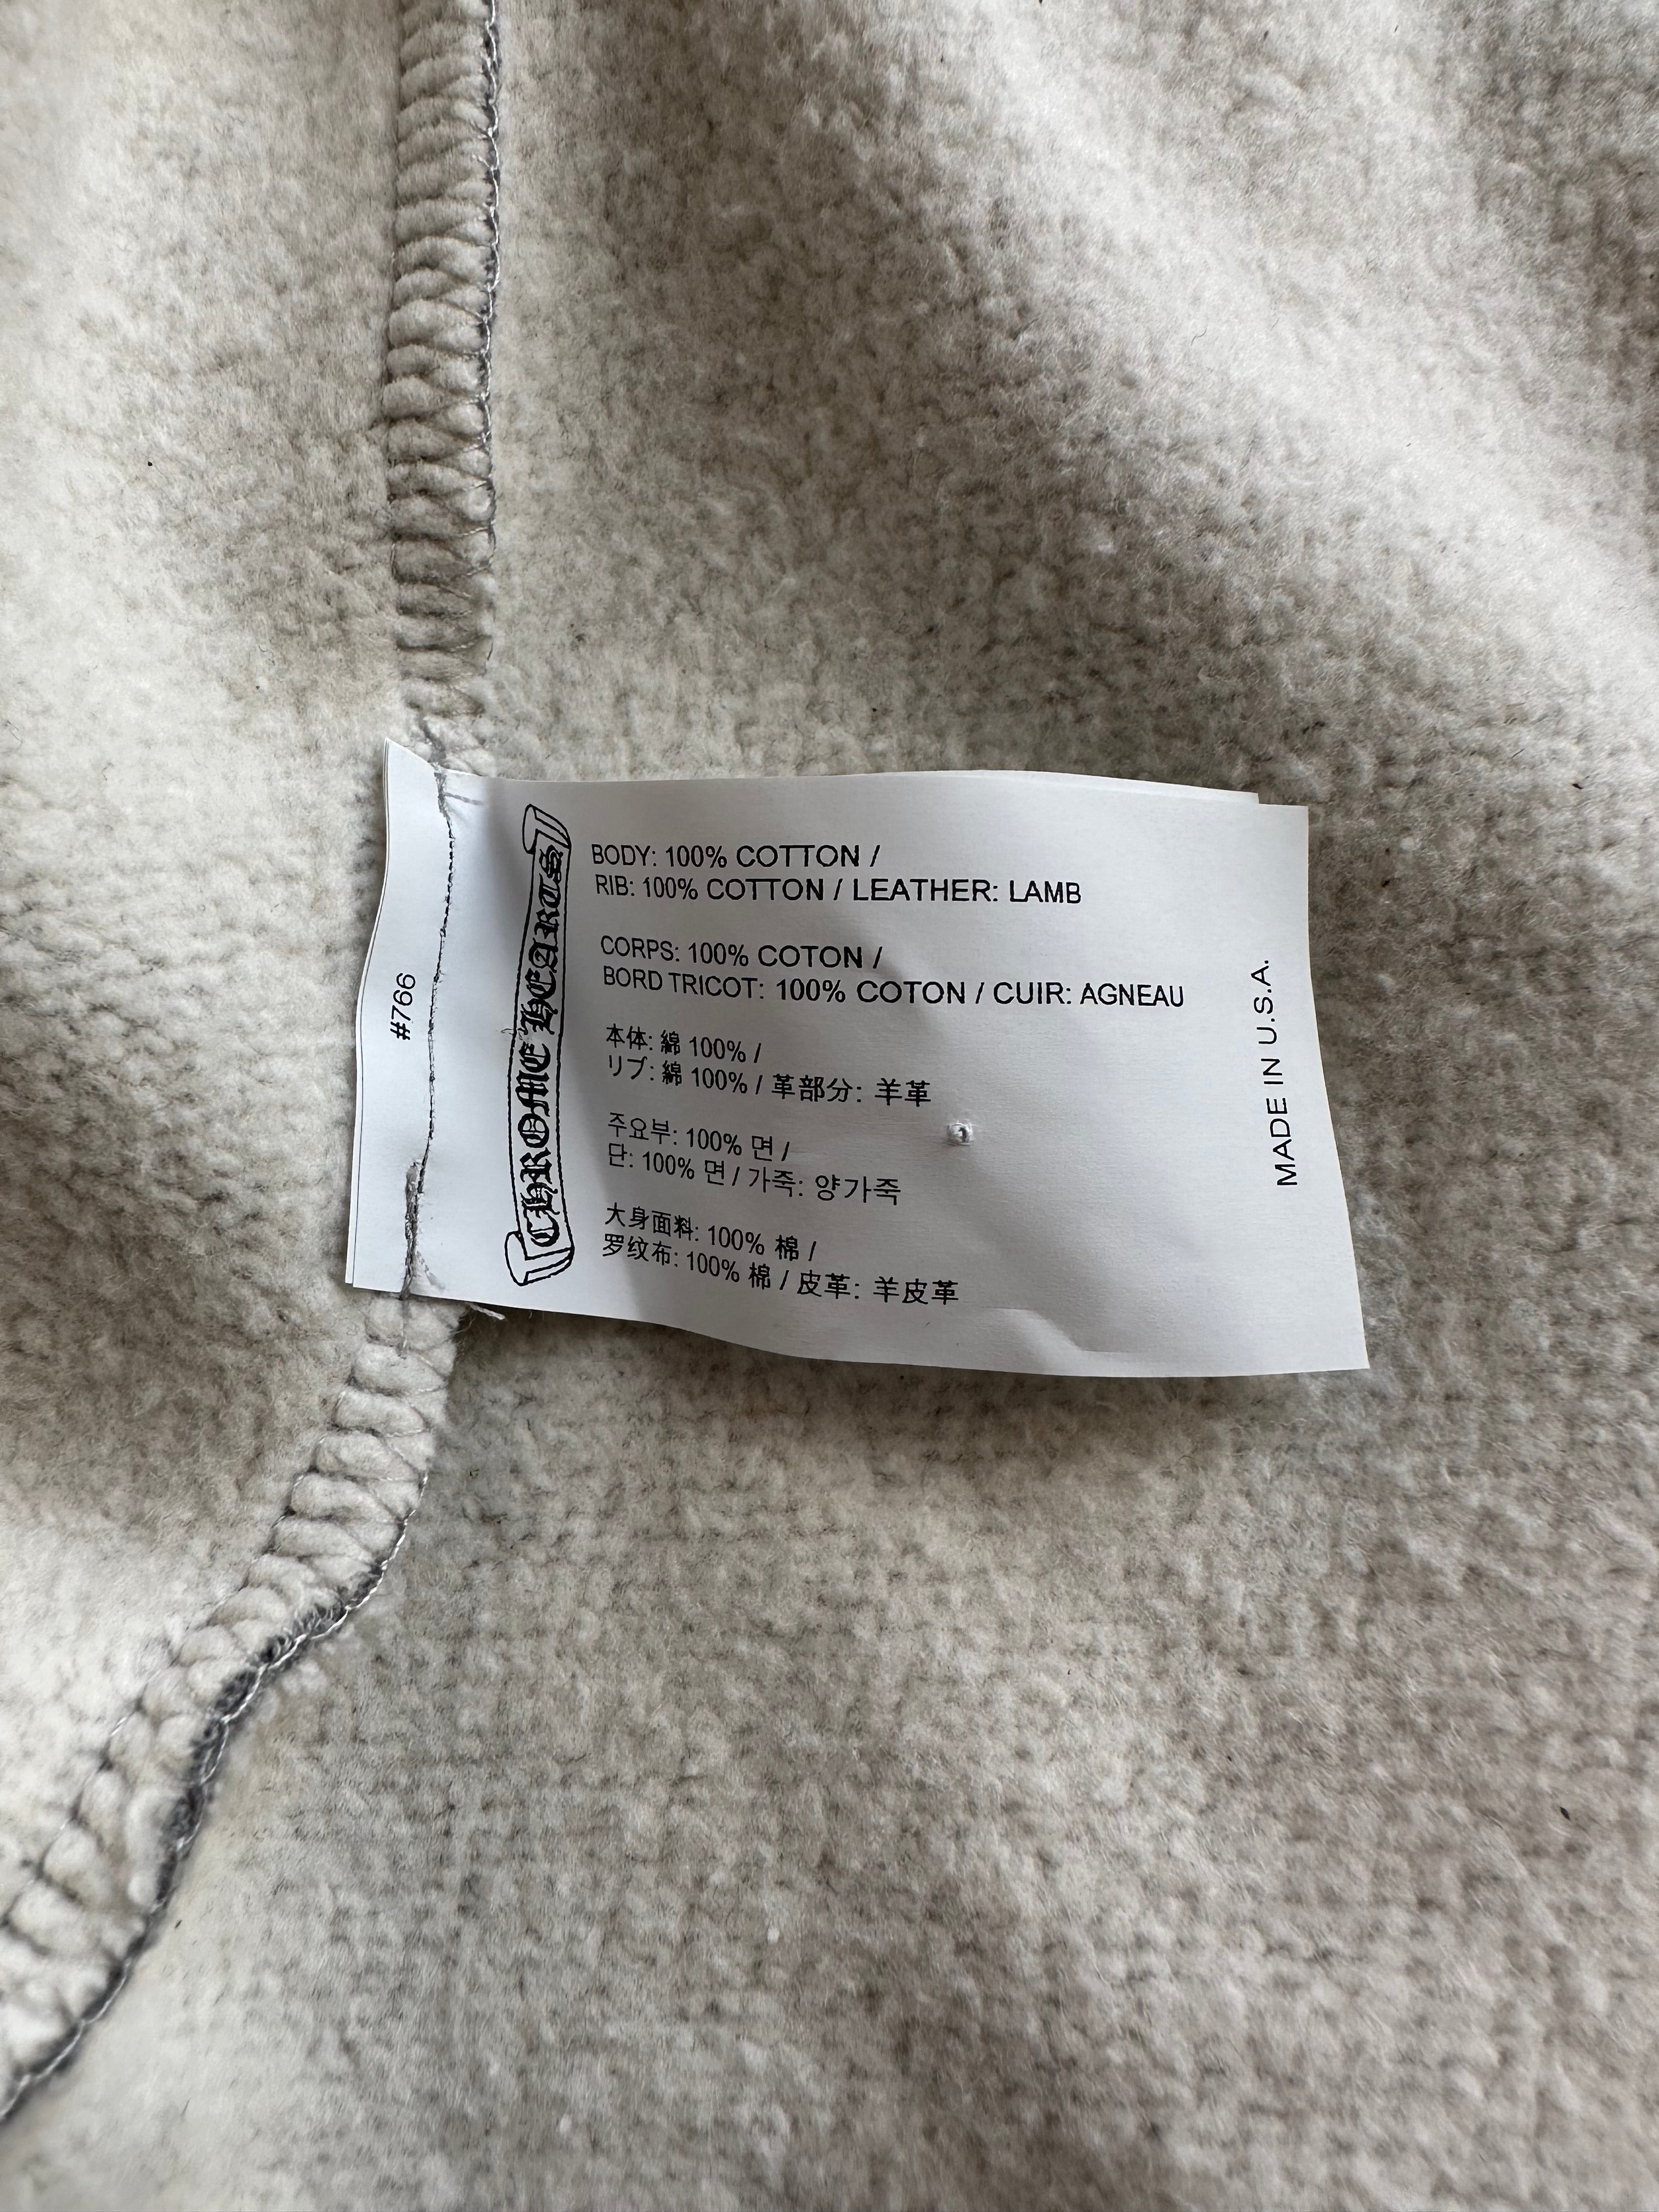 #766
CHROME HEARTS
BODY: 100% COTTON /
RIB: 100% COTTON / LEATHER: LAMB
CORPS: 100% COTON /
BORD TRICOT: 100% COTON / CUIR: AGNEAU
本体: 綿 100% /
リブ: 綿 100% / 革部分: 羊革
주요부: 100% 면 /
단: 100% 면 / 가죽: 양가죽
大身面料: 100% 棉 /
罗纹布: 100% 棉 / 皮革: 羊皮革
MADE IN U.S.A.